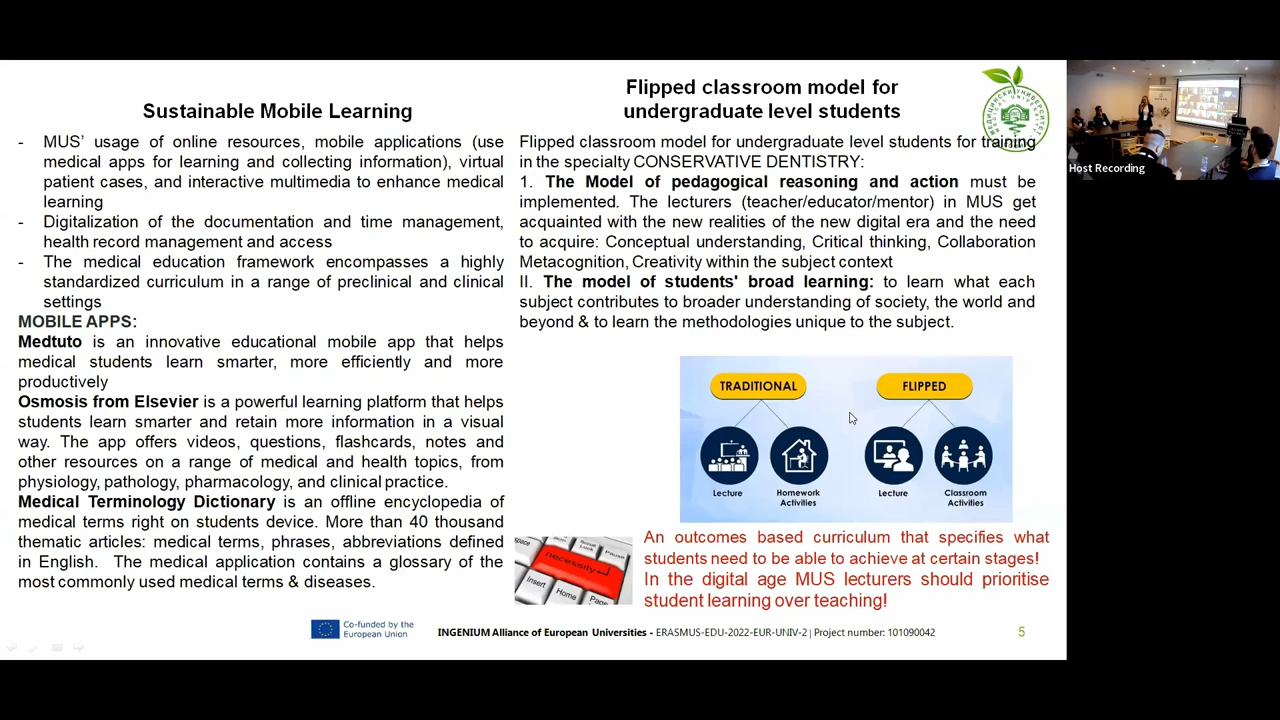 Sustainable Mobile Learning
- MUS’ usage of online resources, mobile applications (use
medical apps for learning and collecting information), virtual
patient cases, and interactive multimedia to enhance medical
learning
- Digitalization of the documentation and time management,
health record management and access
- The medical education framework encompasses a highly
standardized curriculum in a range of preclinical and clinical
settings
MOBILE APPS:
Medtuto is an innovative educational mobile app that helps
medical students learn smarter, more efficiently and more
productively
Osmosis from Elsevier is a powerful learning platform that helps
students learn smarter and retain more information in a visual
way. The app offers videos, questions, flashcards, notes and
other resources on a range of medical and health topics, from
physiology, pathology, pharmacology, and clinical practice.
Medical Terminology Dictionary is an offline encyclopedia of
medical terms right on students device. More than 40 thousand
thematic articles: medical terms, phrases, abbreviations defined
in English. The medical application contains a glossary of the
most commonly used medical terms & diseases.
Flipped classroom model for
undergraduate level students
Flipped classroom model for undergraduate level students for training
in the specialty CONSERVATIVE DENTISTRY:
1. The Model of pedagogical reasoning and action must be
implemented. The lecturers (teacher/educator/mentor) in MUS get
acquainted with the new realities of the new digital era and the need
to acquire: Conceptual understanding, Critical thinking, Collaboration
Metacognition, Creativity within the subject context
II. The model of students' broad learning: to learn what each
subject contributes to broader understanding of society, the world and
beyond & to learn the methodologies unique to the subject.
TRADITIONAL
FLIPPED
Lecture
Homework
Activities
Lecture
Classroom
Activities
Pause
necessity
Insert
Home
An outcomes based curriculum that specifies what
students need to be able to achieve at certain stages!
In the digital age MUS lecturers should prioritise
student learning over teaching!
Co-funded by the
European Union
INGENIUM Alliance of European Universities - ERASMUS-EDU-2022-EUR-UNIV-2 | Project number: 101090042
5
Host Recording